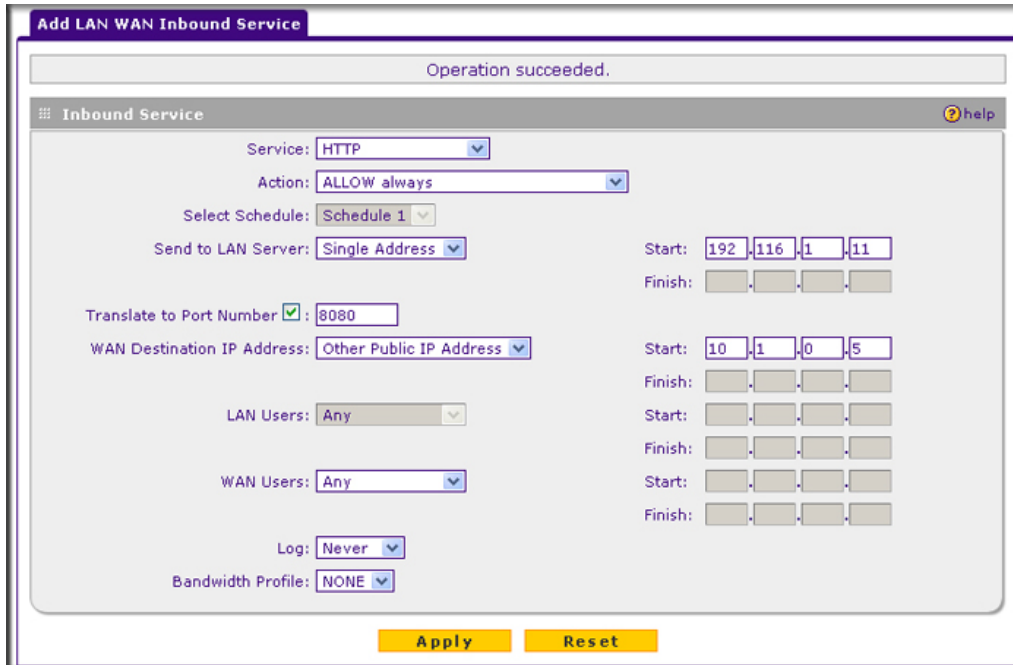 Add LAN WAN Inbound Service
Operation succeeded.
Inbound Service help
Service: HTTP
Action: ALLOW always
Select Schedule: Schedule 1
Send to LAN Server: Single Address Start: 192 . 116 . 1 . 11
Finish: . . .
Translate to Port Number : 8080
WAN Destination IP Address: Other Public IP Address Start: 10 . 1 . 0 . 5
Finish: . . .
LAN Users: Any Start: . . .
Finish: . . .
WAN Users: Any Start: . . .
Finish: . . .
Log: Never
Bandwidth Profile: NONE
Apply Reset